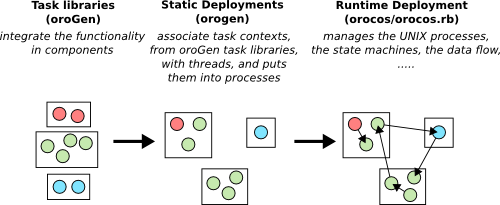 Task libraries
(oroGen)
integrate the functionality
in components
Static Deployments
(orogen)
associate task contexts,
from oroGen task libraries,
with threads, and puts
them into processes
Runtime Deployment
(orocos/orocos.rb)
manages the UNIX processes,
the state machines, the data flow,
.....